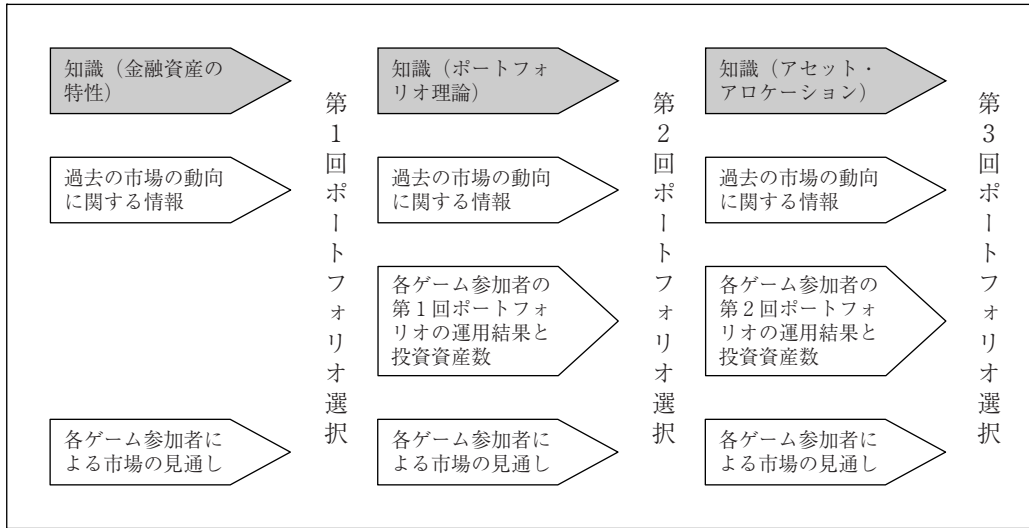 知識（金融資産の
特性）
過去の市場の動向
に関する情報
各ゲーム参加者に
よる市場の見通し
第1回ポートフォリオ選択
知識（ポートフォ
リオ理論）
過去の市場の動向
に関する情報
各ゲーム参加者の
第１回ポートフォ
リオの運用結果と
投資資産数
各ゲーム参加者に
よる市場の見通し
第2回ポートフォリオ選択
知識（アセット・
アロケーション）
過去の市場の動向
に関する情報
各ゲーム参加者の
第２回ポートフォ
リオの運用結果と
投資資産数
各ゲーム参加者に
よる市場の見通し
第3回ポートフォリオ選択